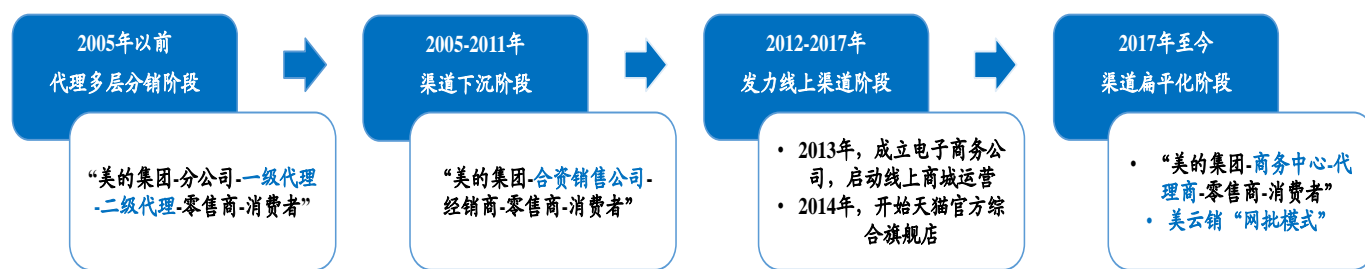 2005年以前
代理多层分销阶段
“美的集团-分公司-一级代理
-二级代理-零售商-消费者”
2005-2011年
渠道下沉阶段
“美的集团-合资销售公司-
经销商-零售商-消费者”
2012-2017年
发力线上渠道阶段
• 2013年，成立电子商务公
司，启动线上商城运营
• 2014年，开始天猫官方综
合旗舰店
2017年至今
渠道扁平化阶段
• “美的集团-商务中心-代
理商-零售商-消费者”
• 美云销“网批模式”